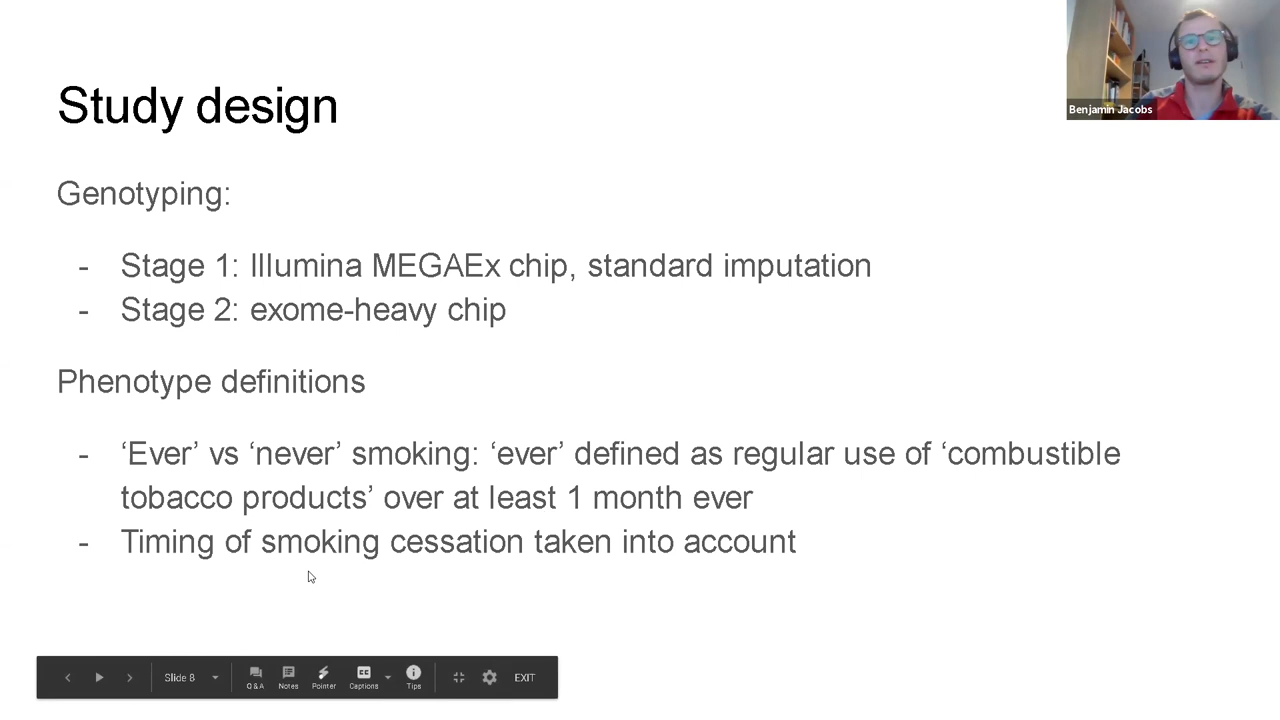 Study design
Benjamin Jacobs
Genotyping:
- Stage 1: Illumina MEGAEx chip, standard imputation
- Stage 2: exome-heavy chip
Phenotype definitions
- ‘Ever’ vs ‘never’ smoking: ‘ever’ defined as regular use of ‘combustible
tobacco products’ over at least 1 month ever
- Timing of smoking cessation taken into account
Slide 8
Q&A
Notes
Pointer
CC
Captions
Tips
EXIT